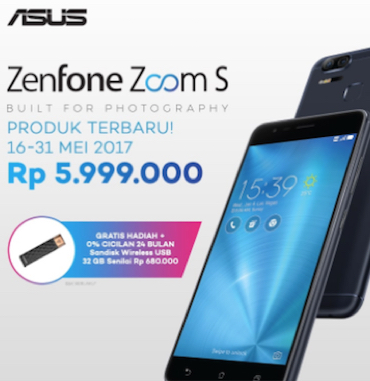 ASUS
Zenfone Zoom S
BUILT FOR PHOTOGRAPHY
PRODUK TERBARU!
16-31 MEI 2017
Rp 5.999.000
GRATIS HADIAH +
0% CICILAN 24 BULAN
Sandisk Wireless USB
32 GB Senilai Rp 680.000
15:39